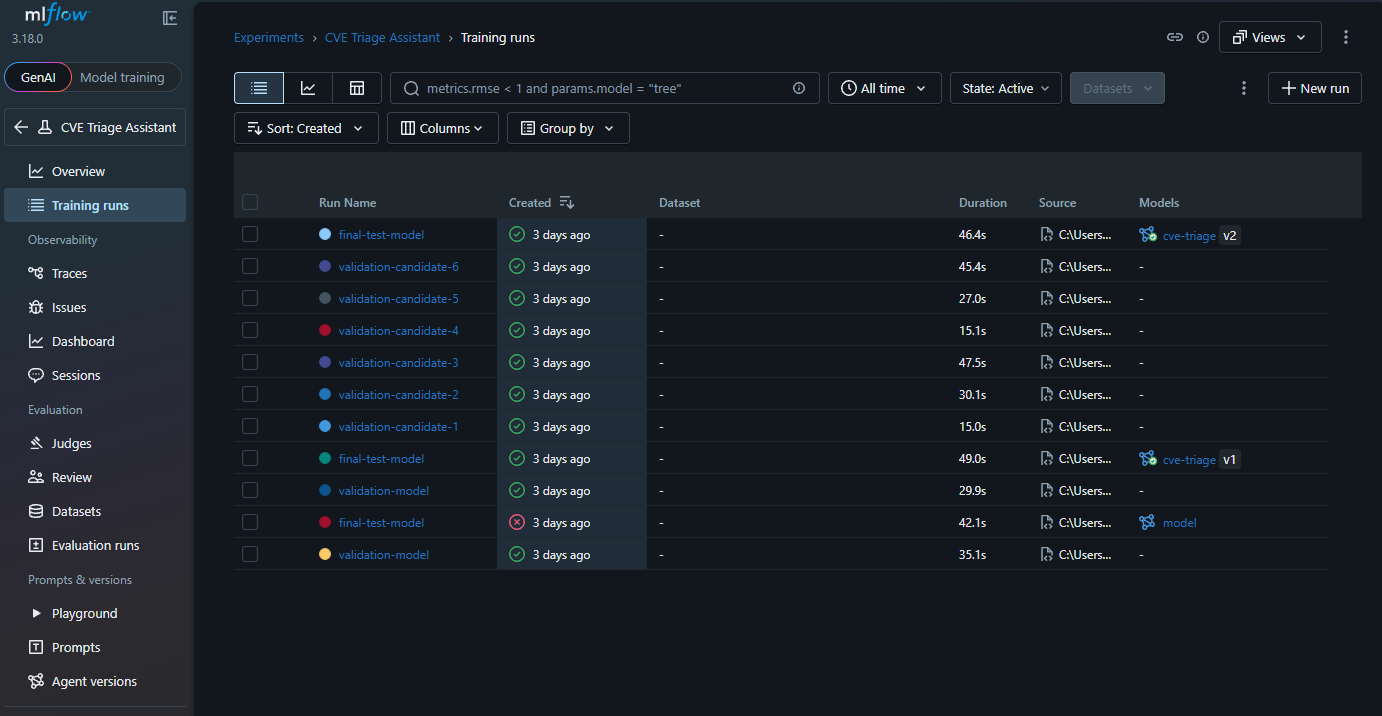 mlflow
3.18.0
GenAI Model training
CVE Triage Assistant
Overview
Training runs
Observability
Traces
Issues
Dashboard
Sessions
Evaluation
Judges
Review
Datasets
Evaluation runs
Prompts & versions
Playground
Prompts
Agent versions
Experiments > CVE Triage Assistant > Training runs
Views
metrics.rmse < 1 and params.model = "tree"
All time
State: Active
Datasets
New run
Sort: Created
Columns
Group by
Run Name Created Dataset Duration Source Models
final-test-model 3 days ago - 46.4s C:\Users... cve-triage v2
validation-candidate-6 3 days ago - 45.4s C:\Users... -
validation-candidate-5 3 days ago - 27.0s C:\Users... -
validation-candidate-4 3 days ago - 15.1s C:\Users... -
validation-candidate-3 3 days ago - 47.5s C:\Users... -
validation-candidate-2 3 days ago - 30.1s C:\Users... -
validation-candidate-1 3 days ago - 15.0s C:\Users... -
final-test-model 3 days ago - 49.0s C:\Users... cve-triage v1
validation-model 3 days ago - 29.9s C:\Users... -
final-test-model 3 days ago - 42.1s C:\Users... model
validation-model 3 days ago - 35.1s C:\Users... -